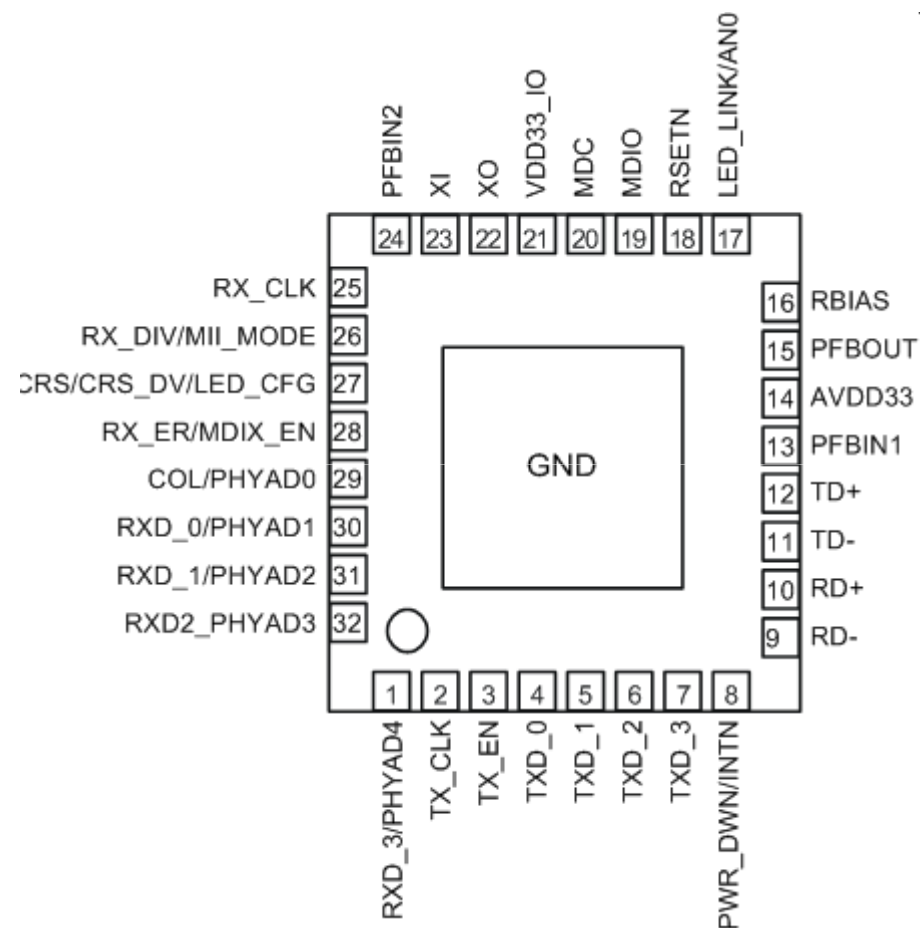 PFBIN2
XI
XO
VDD33_IO
MDC
MDIO
RSETN
LED_LINK/AN0
24 23 22 21 20 19 18 17
RX_CLK 25
RX_DIV/MII_MODE 26
CRS/CRS_DV/LED_CFG 27
RX_ER/MDIX_EN 28
COL/PHYAD0 29
RXD_0/PHYAD1 30
RXD_1/PHYAD2 31
RXD2_PHYAD3 32
GND
16 RBIAS
15 PFBOUT
14 AVDD33
13 PFBIN1
12 TD+
11 TD-
10 RD+
9 RD-
1 2 3 4 5 6 7 8
RXD_3/PHYAD4
TX_CLK
TX_EN
TXD_0
TXD_1
TXD_2
TXD_3
PWR_DWN/INTN